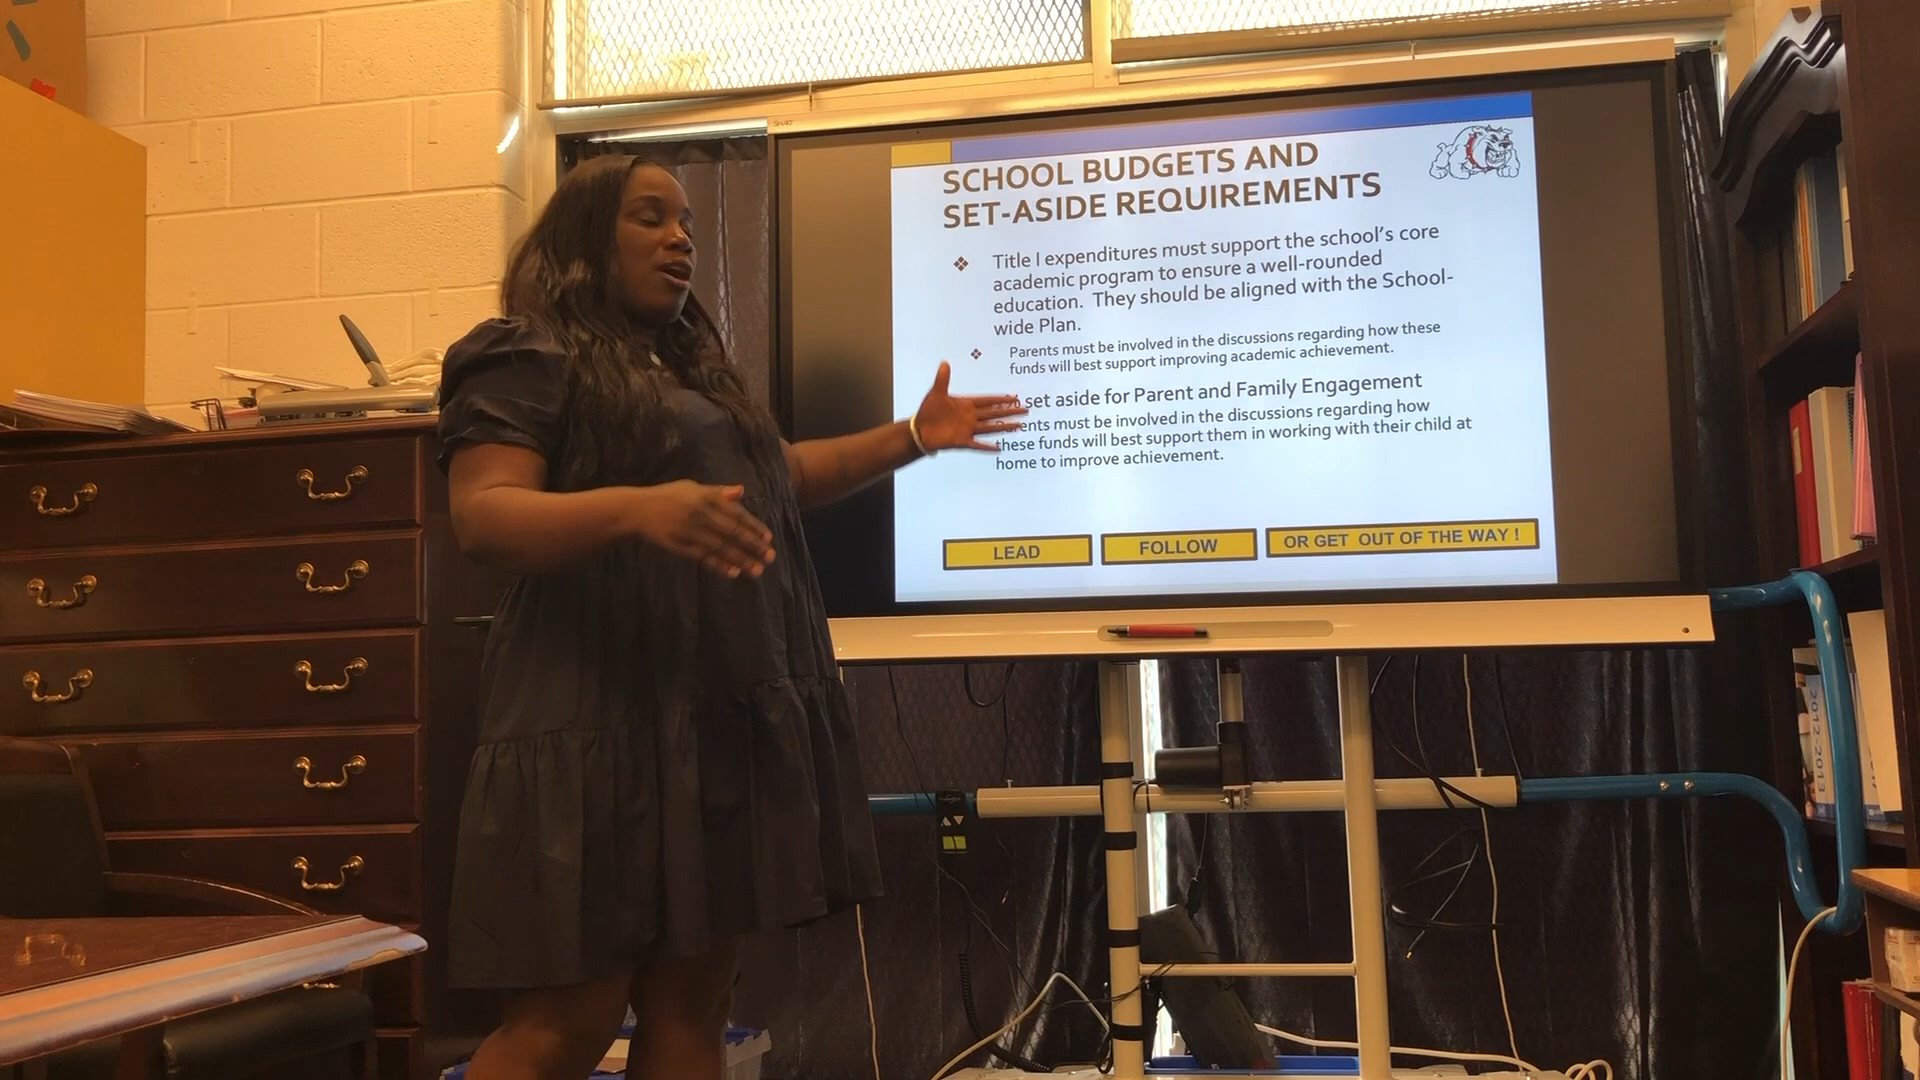 SMART
SCHOOL BUDGETS AND
SET-ASIDE REQUIREMENTS
❖ Title I expenditures must support the school's core
academic program to ensure a well-rounded
education. They should be aligned with the School-
wide Plan.
❖ Parents must be involved in the discussions regarding how these
funds will best support improving academic achievement.
% set aside for Parent and Family Engagement
Parents must be involved in the discussions regarding how
these funds will best support them in working with their child at
home to improve achievement.
LEAD
FOLLOW
OR GET OUT OF THE WAY !
2012-2013